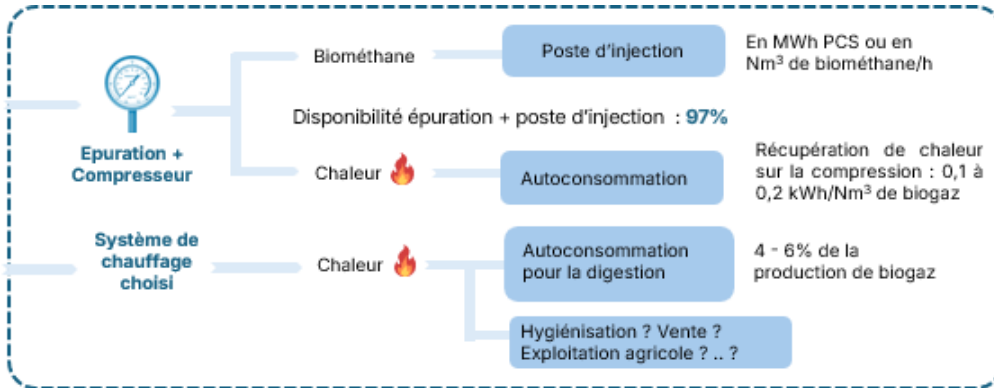 Biométhane
Poste d'injection
En MWh PCS ou en
Nm³ de biométhane/h
Disponibilité épuration + poste d'injection : 97%
Epuration +
Compresseur
Chaleur
Autoconsommation
Récupération de chaleur
sur la compression : 0,1 à
0,2 kWh/Nm³ de biogaz
Système de
chauffage
choisi
Chaleur
Autoconsommation
pour la digestion
4 - 6% de la
production de biogaz
Hygiénisation ? Vente ?
Exploitation agricole ? .. ?